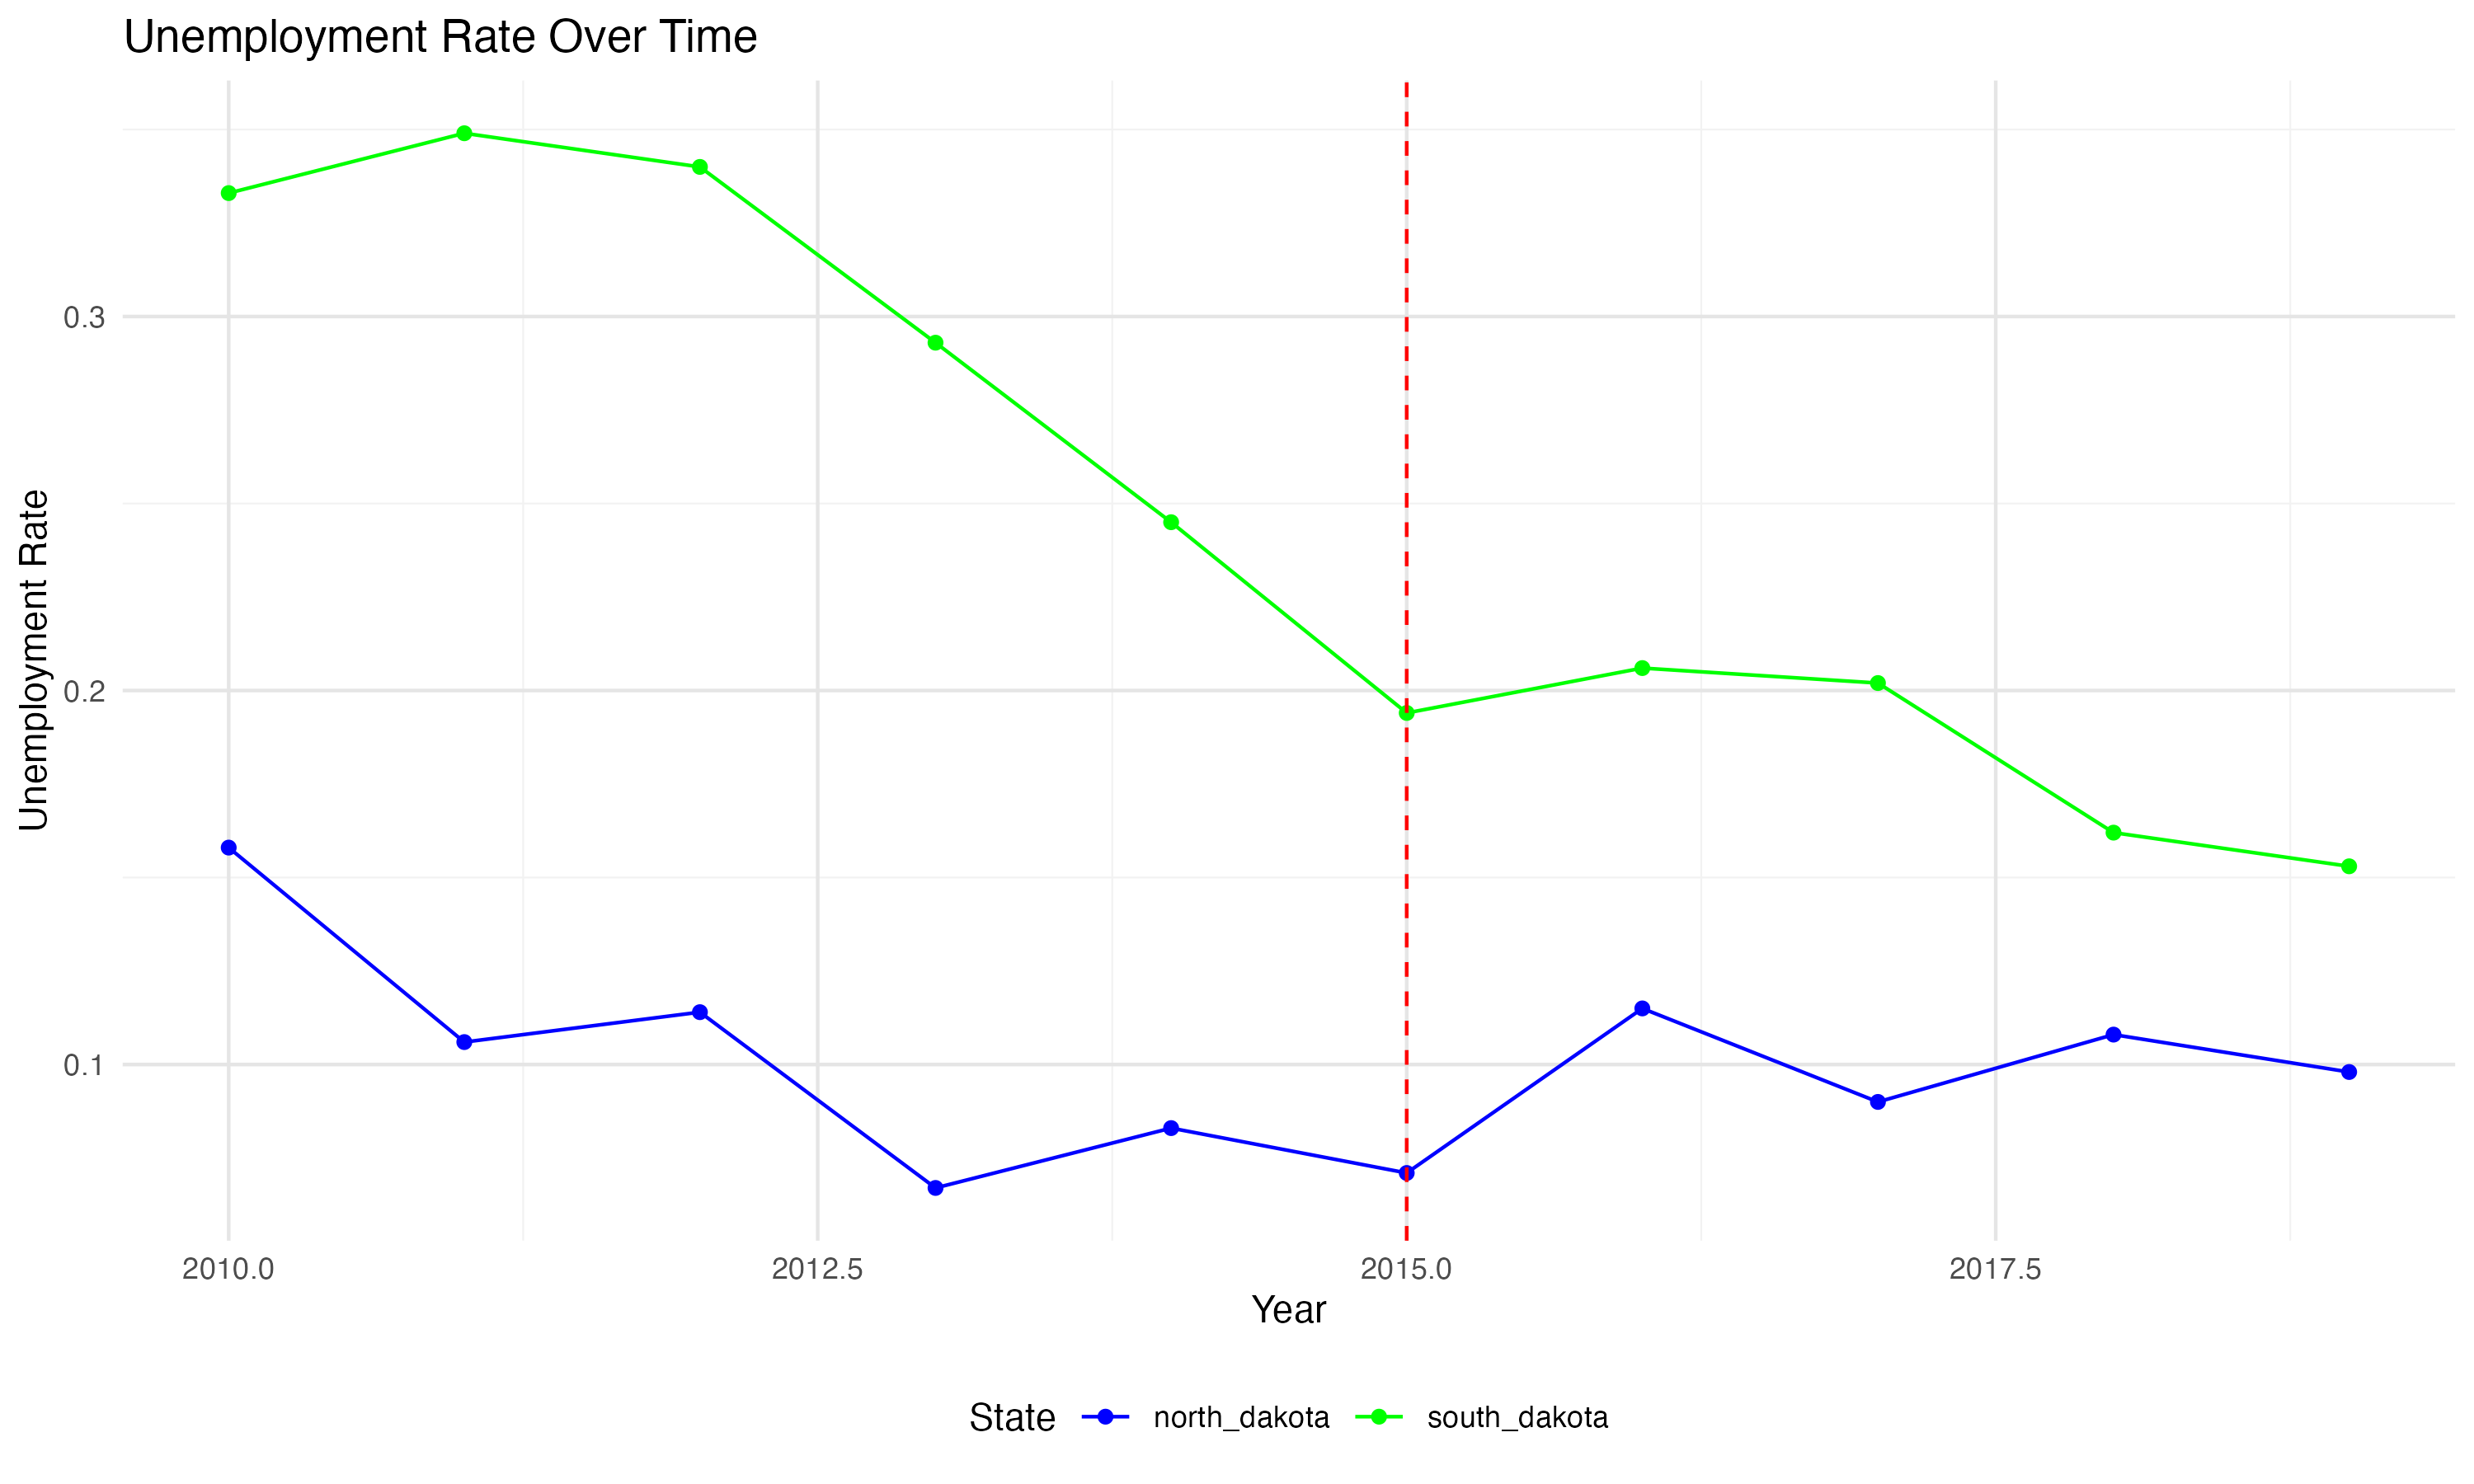 Unemployment Rate Over Time
Unemployment Rate
0.3
0.2
0.1
2010.0 2012.5 2015.0 2017.5
Year
State north_dakota south_dakota